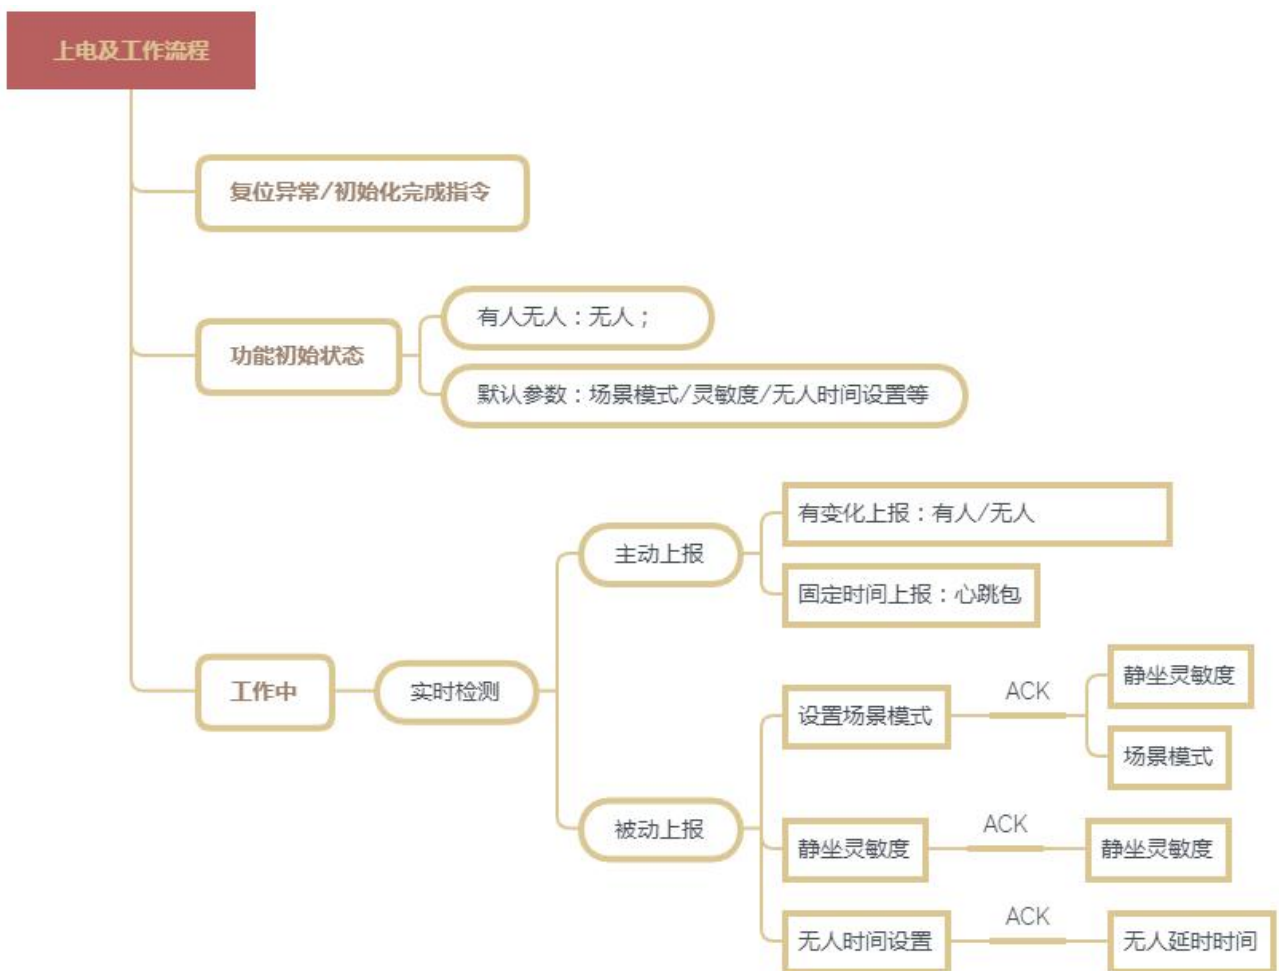 上电及工作流程
复位异常/初始化完成指令
功能初始状态
有人无人：无人；
默认参数：场景模式/灵敏度/无人时间设置等
工作中
实时检测
主动上报
有变化上报：有人/无人
固定时间上报：心跳包
被动上报
设置场景模式
ACK
静坐灵敏度
场景模式
静坐灵敏度
ACK
静坐灵敏度
无人时间设置
ACK
无人延时时间